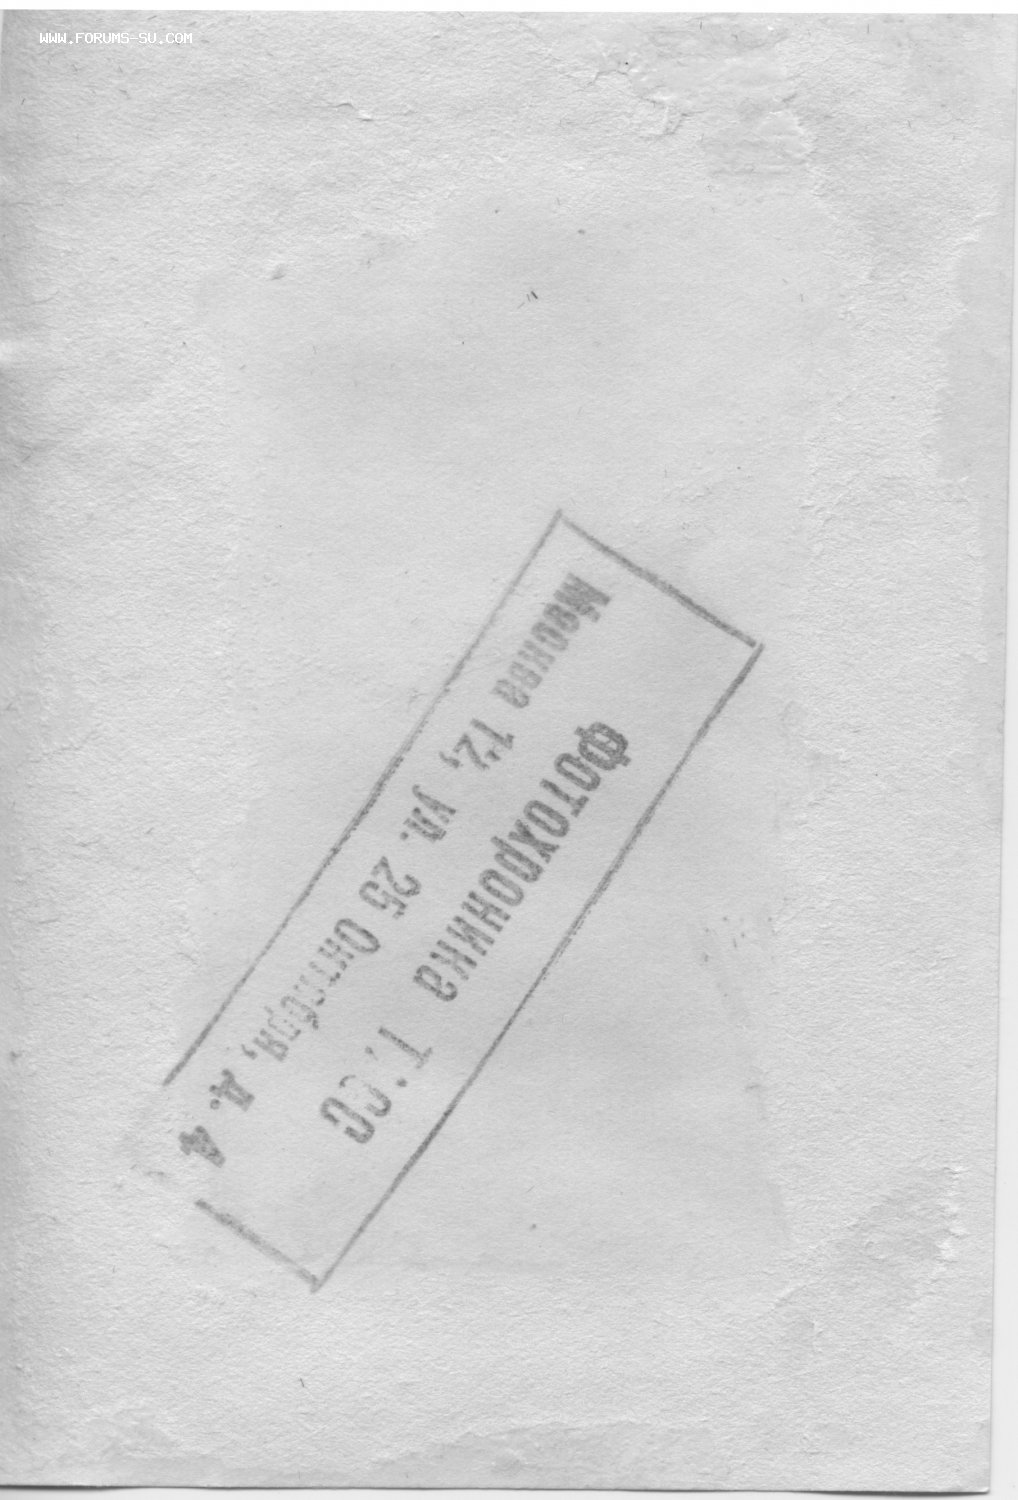 WWW.FORUMS-SU.COM
Фотохроника ТАСС
Москва 12, ул. 25 Октября, д. 4